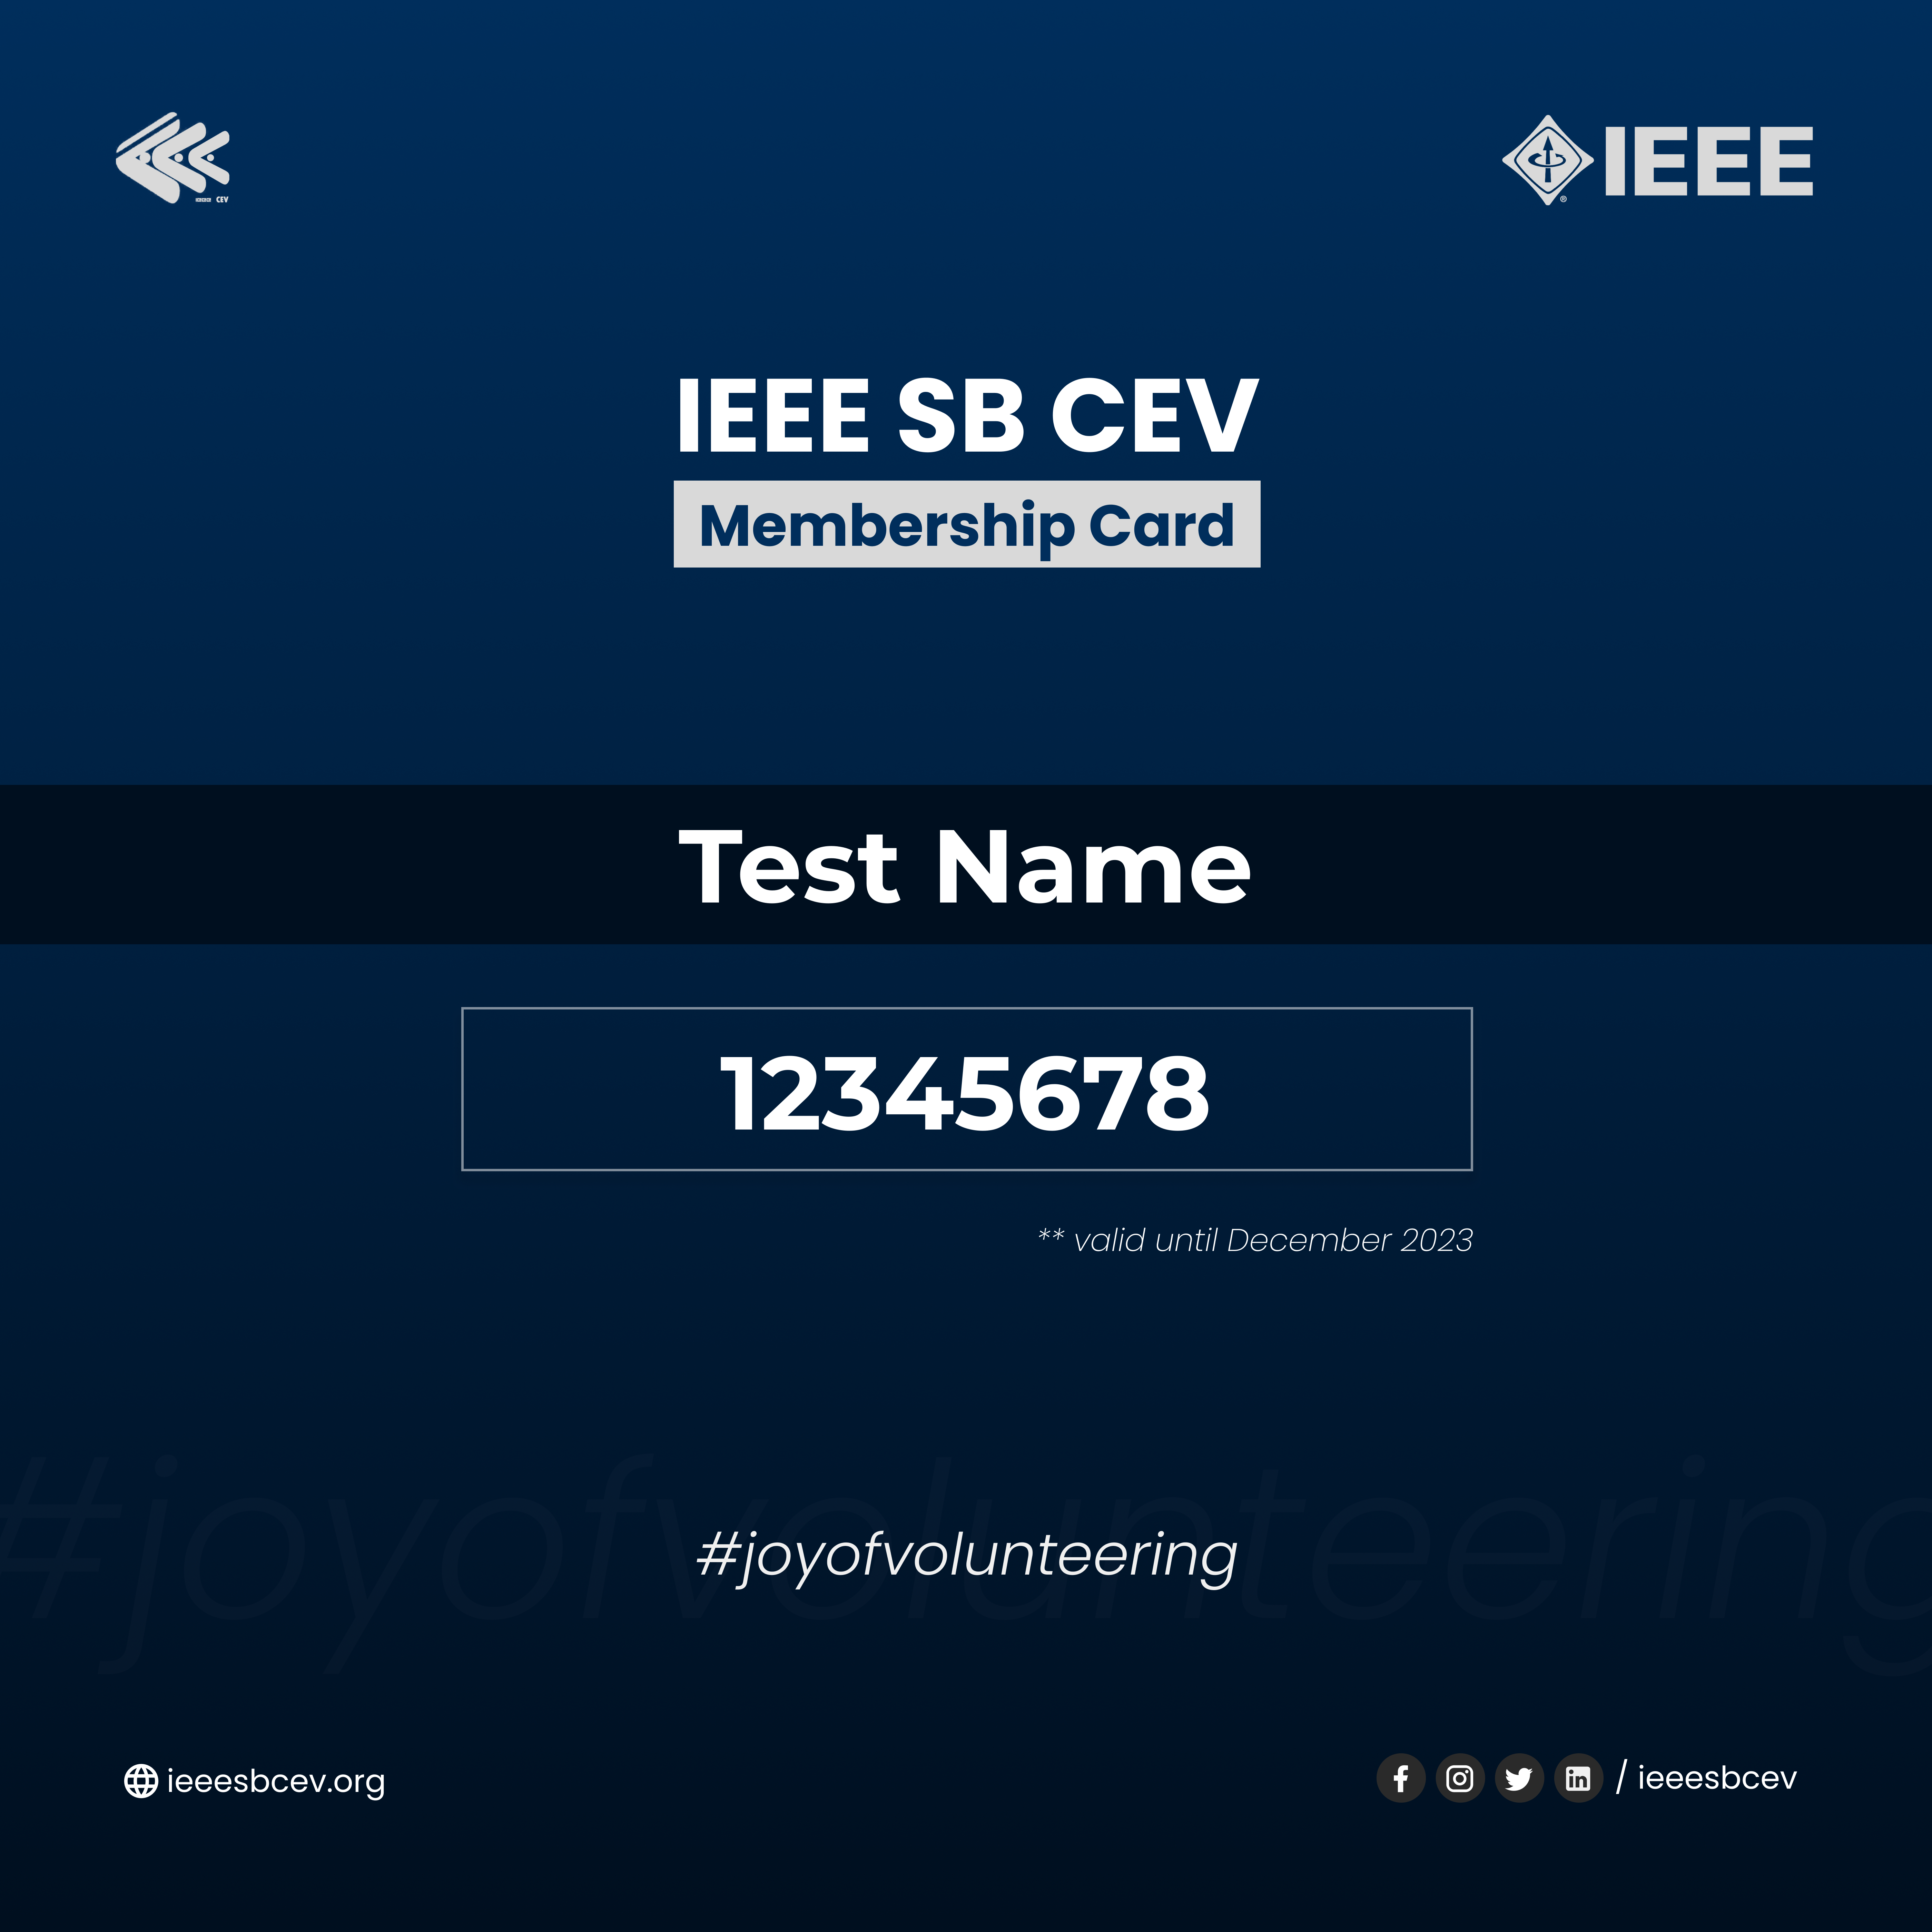 CEV
IEEE
IEEE SB CEV
Membership Card
Test Name
12345678
** valid until December 2023
#joyofvolunteering
#joyofvolunteering
ieeesbcev.org
/ ieeesbcev